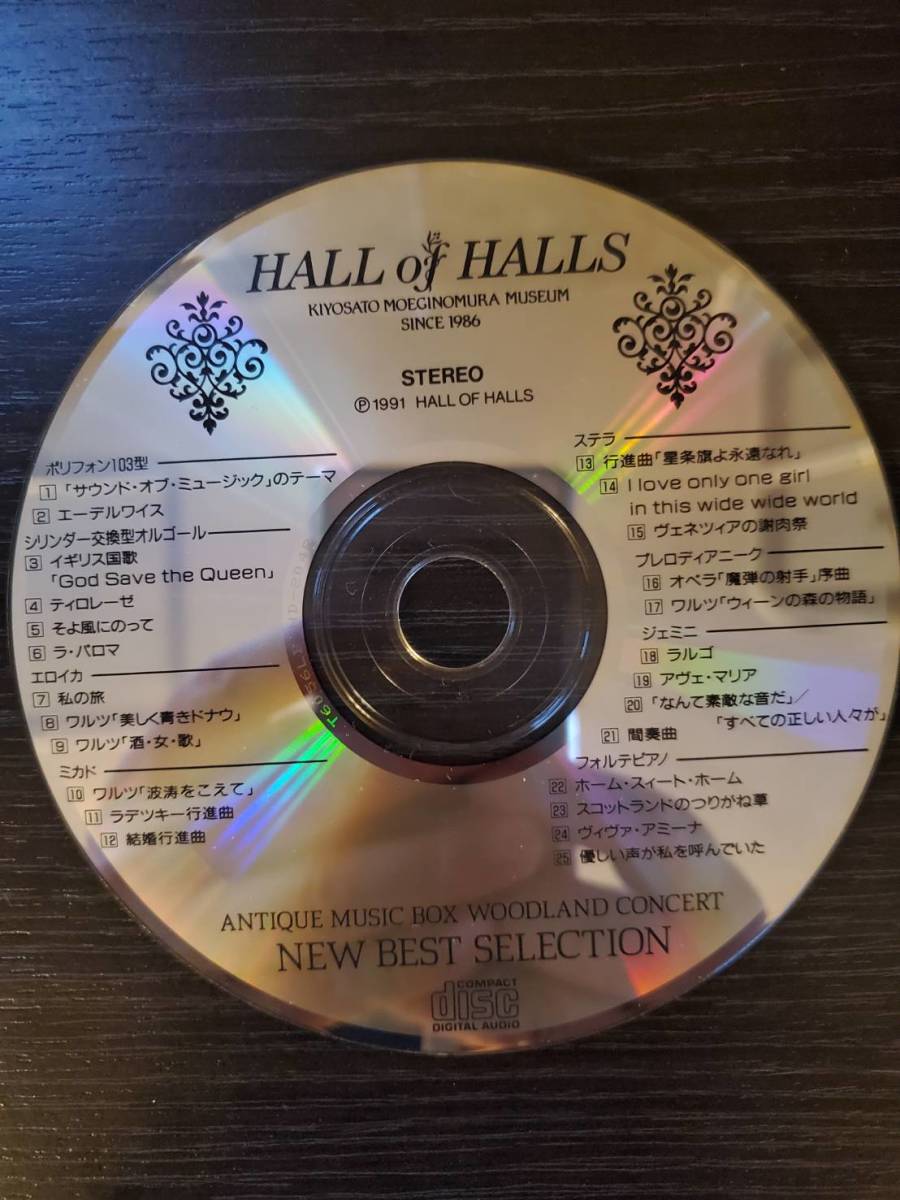 HALL of HALLS
KIYOSATO MOEGINOMURA MUSEUM
SINCE 1986
STEREO
Ⓟ1991 HALL OF HALLS
ポリフォン103型
1 「サウンド・オブ・ミュージック」のテーマ
2 エーデルワイス
シリンダー交換型オルゴール
3 イギリス国歌
「God Save the Queen」
4 ティロレーゼ
5 そよ風にのって
6 ラ・パロマ
エロイカ
7 私の旅
8 ワルツ「美しく青きドナウ」
9 ワルツ「酒・女・歌」
ミカド
10 ワルツ「波涛をこえて」
11 ラデツキー行進曲
12 結婚行進曲
ステラ
13 行進曲「星条旗よ永遠なれ」
14 I love only one girl
in this wide wide world
15 ヴェネツィアの謝肉祭
プレロディアニーク
16 オペラ「魔弾の射手」序曲
17 ワルツ「ウィーンの森の物語」
ジェミニ
18 ラルゴ
19 アヴェ・マリア
20 「なんて素敵な音だ」／
「すべての正しい人々が」
21 間奏曲
フォルテピアノ
22 ホーム・スィート・ホーム
23 スコットランドのつりがね草
24 ヴィヴァ・アミーナ
25 優しい声が私を呼んでいた
ANTIQUE MUSIC BOX WOODLAND CONCERT
NEW BEST SELECTION
COMPACT
disc
DIGITAL AUDIO